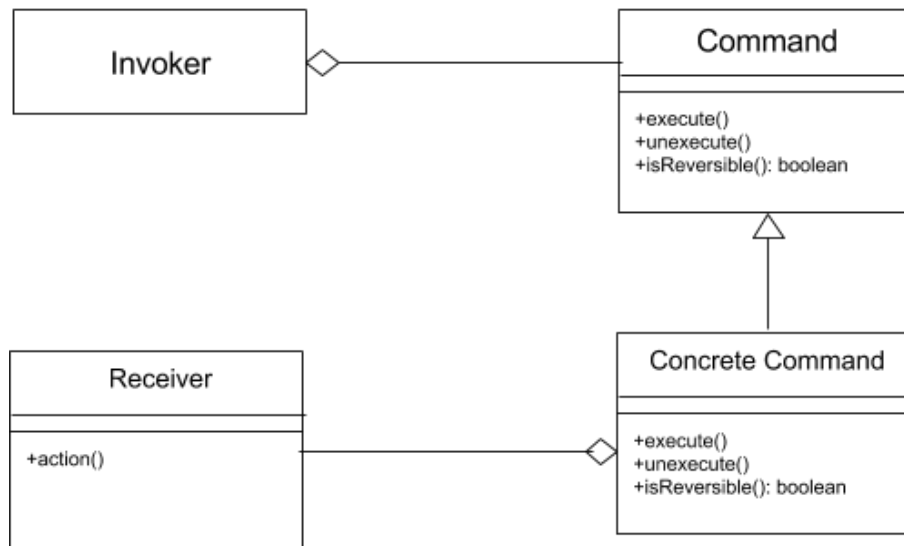 Invoker
Command
+execute()
+unexecute()
+isReversible(): boolean
Receiver
+action()
Concrete Command
+execute()
+unexecute()
+isReversible(): boolean